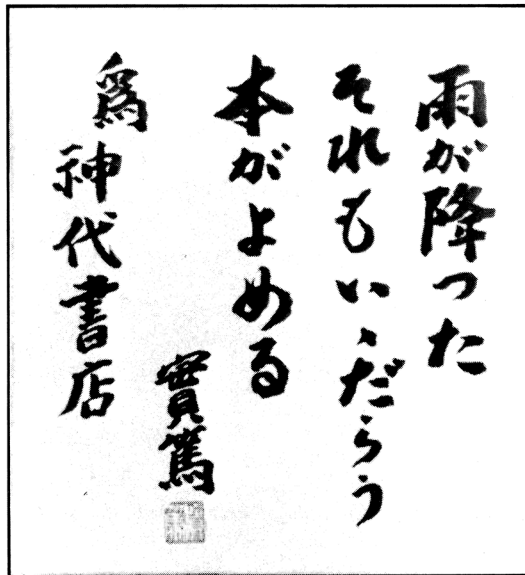 雨が降つた
それもいゝだらう
本がよめる
實篤
爲神代書店